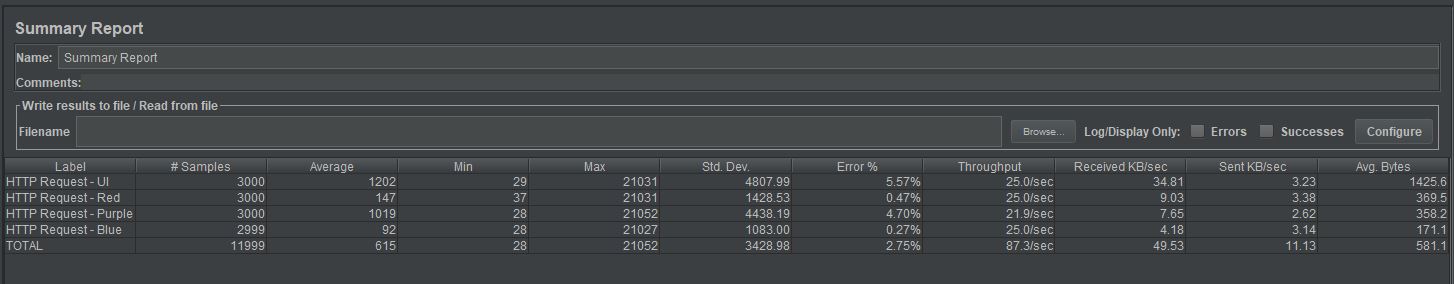 Summary Report
Name: Summary Report
Comments:
Write results to file / Read from file
Filename Browse... Log/Display Only: Errors Successes Configure
Label # Samples Average Min Max Std. Dev. Error % Throughput Received KB/sec Sent KB/sec Avg. Bytes
HTTP Request - UI 3000 1202 29 21031 4807.99 5.57% 25.0/sec 34.81 3.23 1425.6
HTTP Request - Red 3000 147 37 21031 1428.53 0.47% 25.0/sec 9.03 3.38 369.5
HTTP Request - Purple 3000 1019 28 21052 4438.19 4.70% 21.9/sec 7.65 2.62 358.2
HTTP Request - Blue 2999 92 28 21027 1083.00 0.27% 25.0/sec 4.18 3.14 171.1
TOTAL 11999 615 28 21052 3428.98 2.75% 87.3/sec 49.53 11.13 581.1